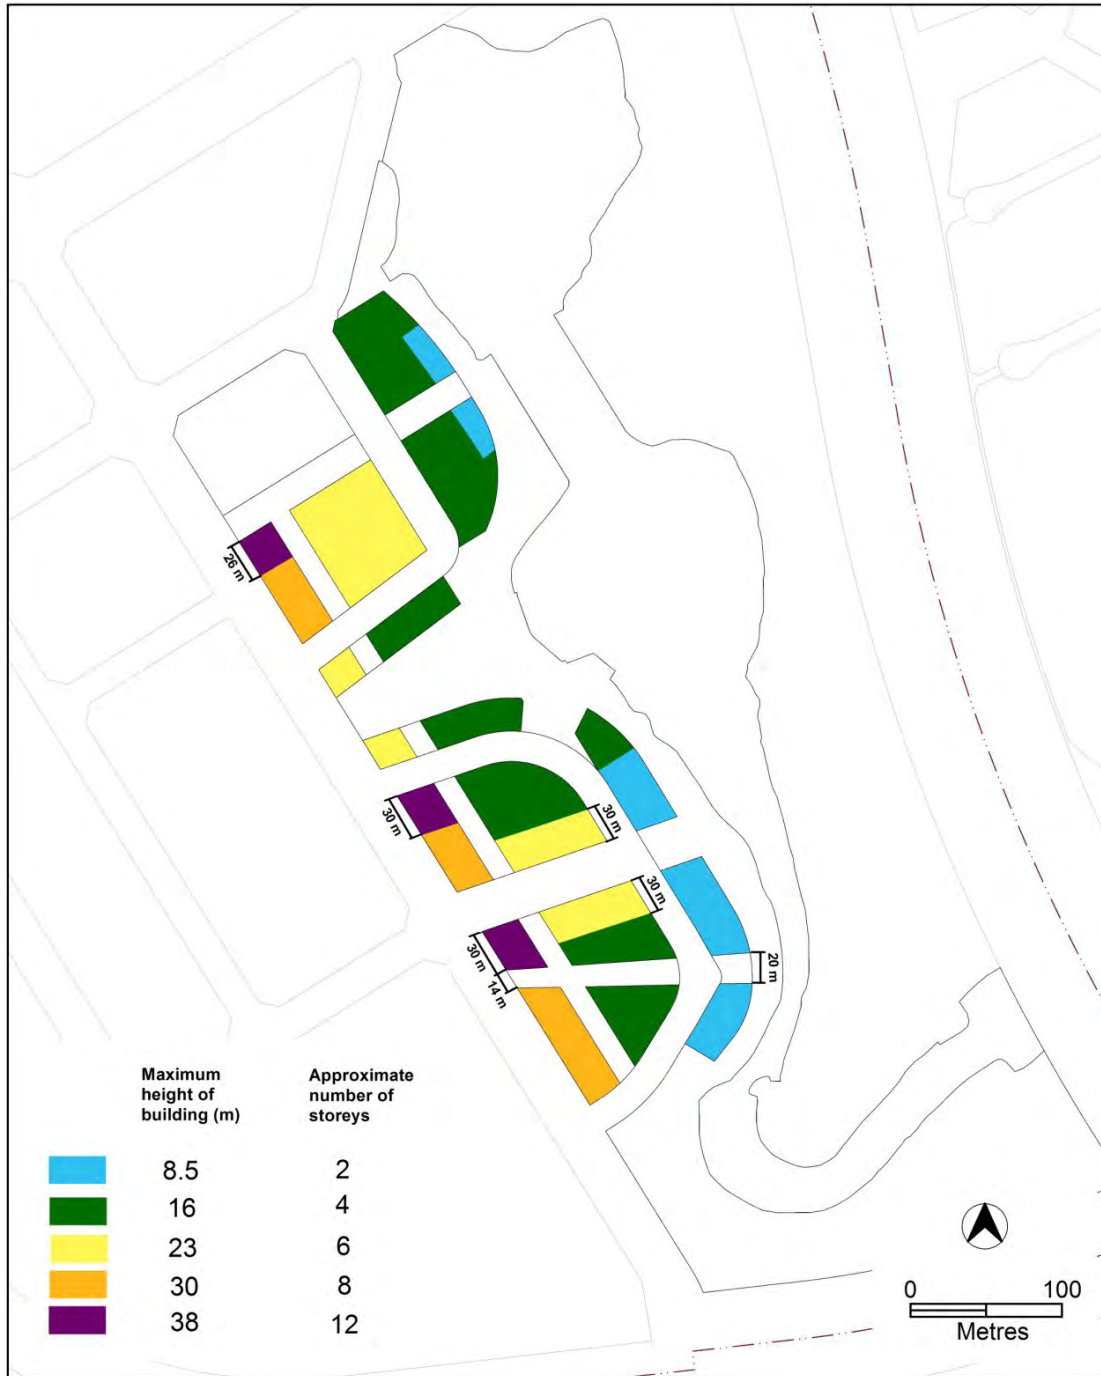 26 m
30 m
30 m
30 m
30 m
14 m
20 m
Maximum height of building (m)
Approximate number of storeys
8.5 2
16 4
23 6
30 8
38 12
0 100
Metres